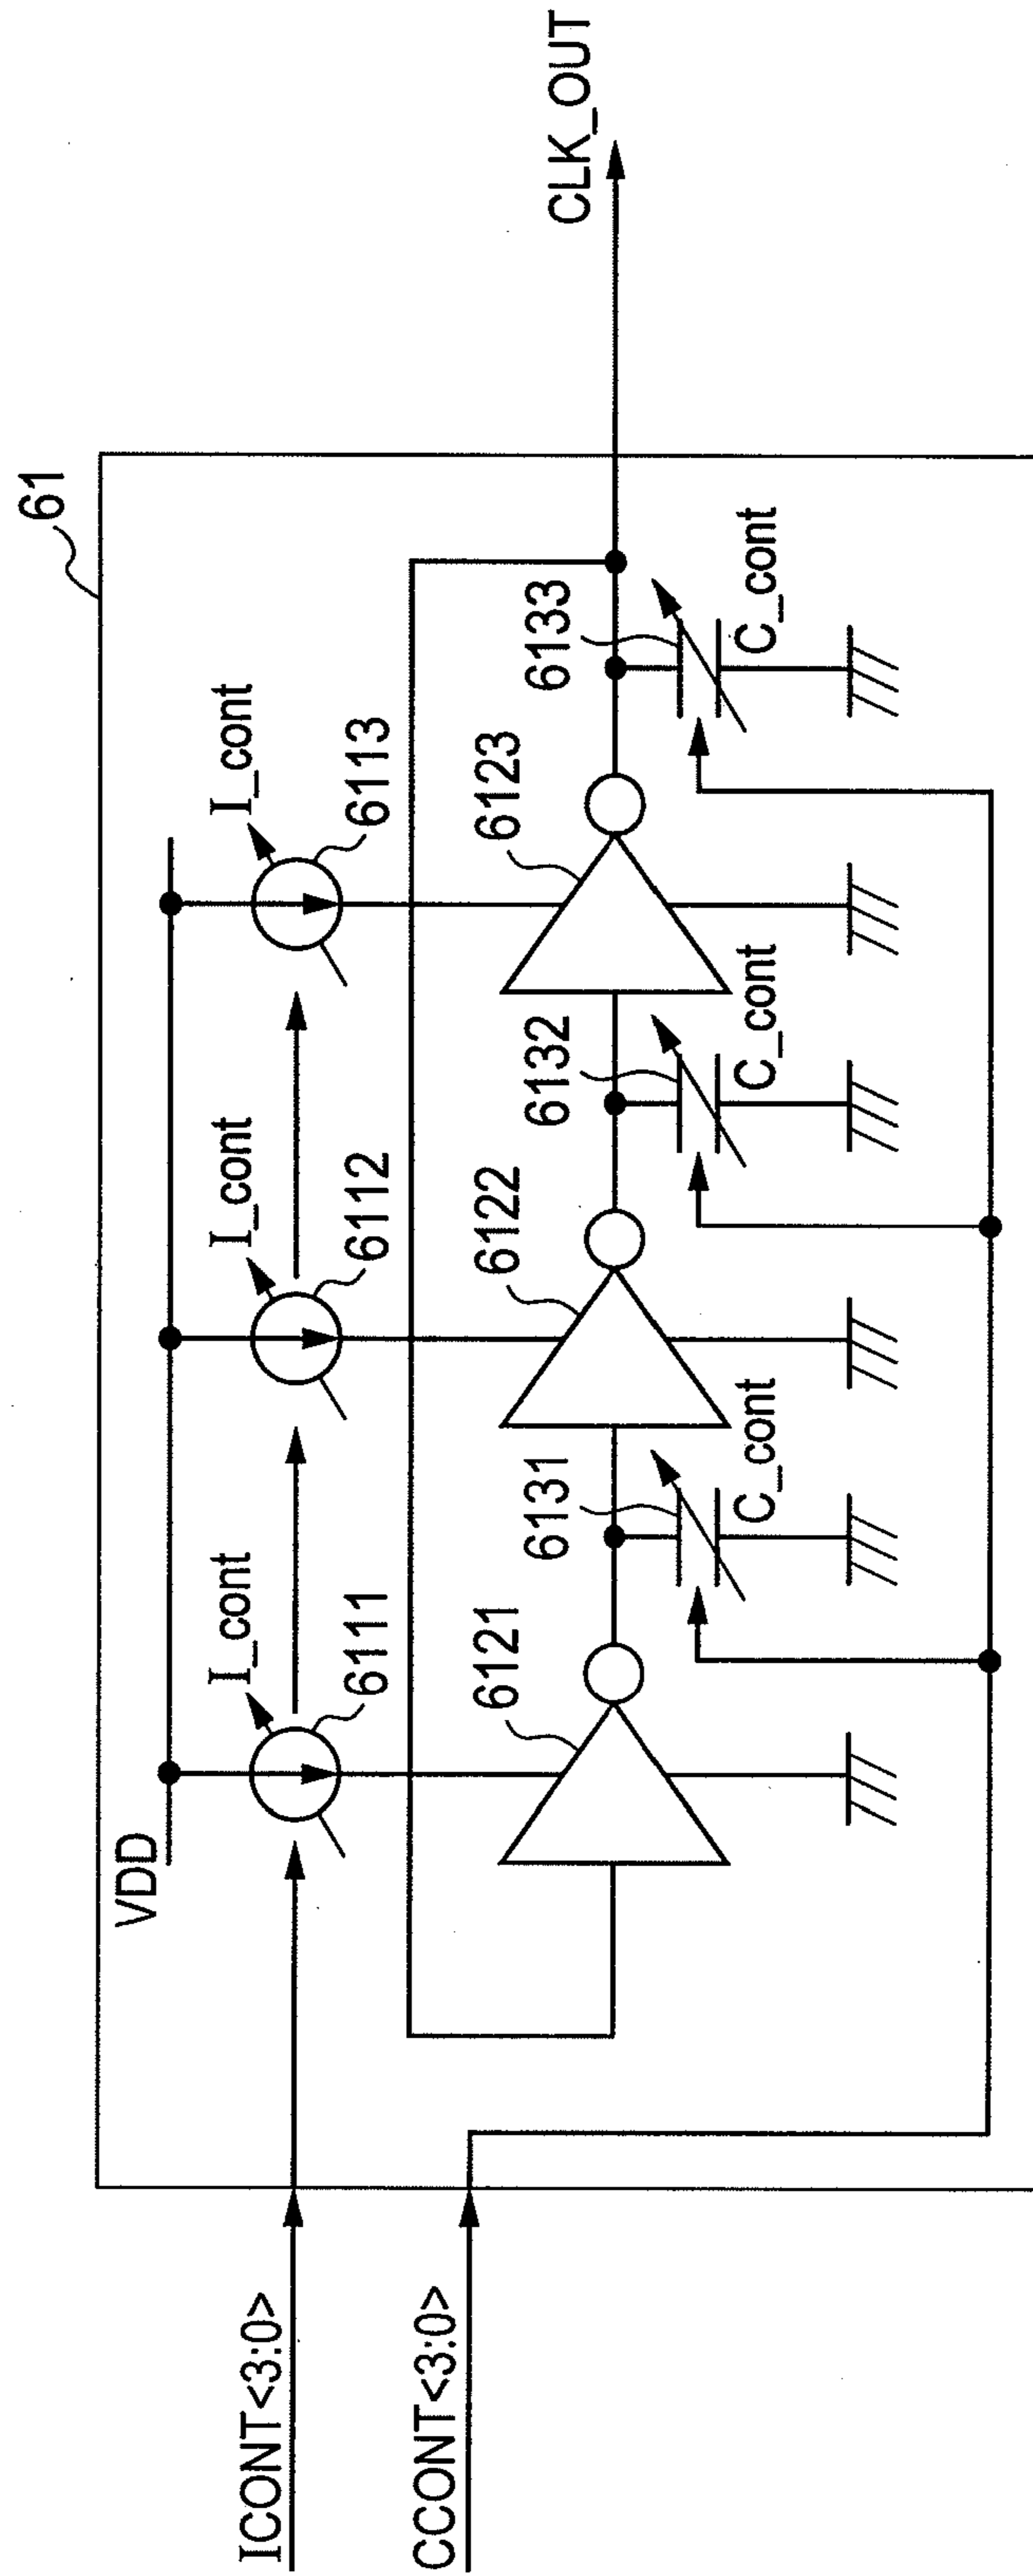 61
VDD
I_cont
6111
I_cont
6112
I_cont
6113
ICONT<3:0>
CCONT<3:0>
6121
6131
C_cont
6122
6132
C_cont
6123
6133
C_cont
CLK_OUT